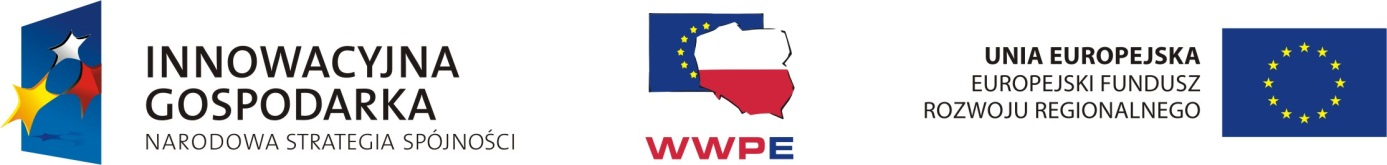 INNOWACYJNA
GOSPODARKA
NARODOWA STRATEGIA SPÓJNOŚCI
WWPE
UNIA EUROPEJSKA
EUROPEJSKI FUNDUSZ
ROZWOJU REGIONALNEGO